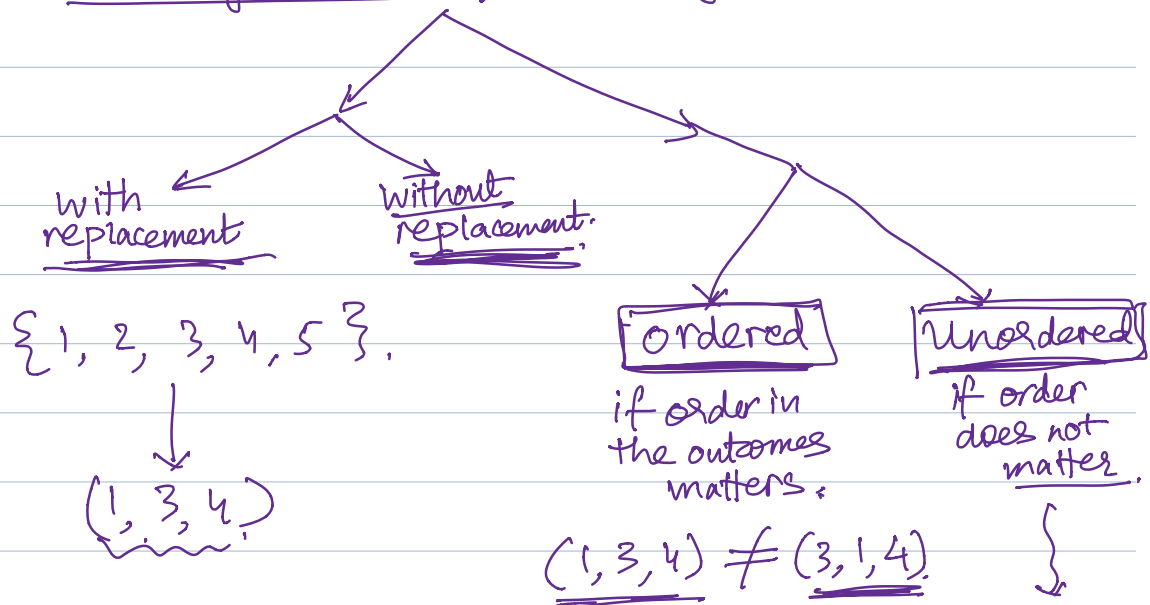 with
replacement
without
replacement.
{1, 2, 3, 4, 5}.
(1, 3, 4)
ordered
if order in
the outcomes
matters.
(1, 3, 4) ≠ (3, 1, 4).
Unordered
if order
does not
matter.